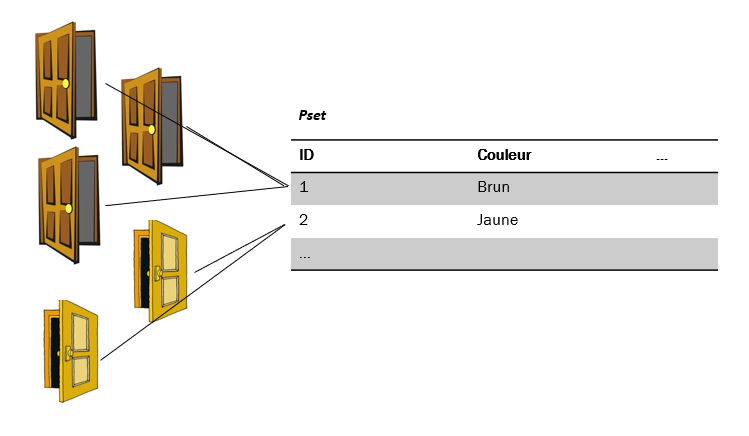 Pset
ID Couleur ...
1 Brun
2 Jaune
...